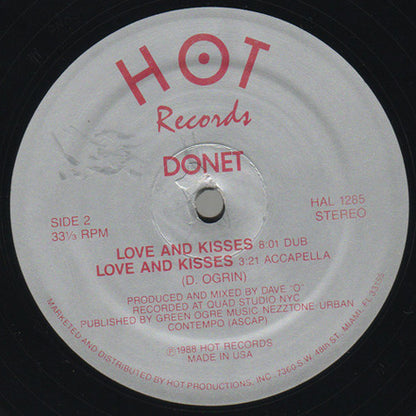 HOT
Records
DONET
SIDE 2
33⅓ RPM
HAL 1285
STEREO
LOVE AND KISSES 8:01 DUB
LOVE AND KISSES 3:21 ACCAPELLA
(D. OGRIN)
PRODUCED AND MIXED BY DAVE "O"
RECORDED AT QUAD STUDIO NYC
PUBLISHED BY GREEN OGRE MUSIC NEZZTONE URBAN
CONTEMPO (ASCAP)
℗1988 HOT RECORDS
MADE IN USA
MARKETED AND DISTRIBUTED BY HOT PRODUCTIONS, INC. 7360 S.W. 48th ST. MIAMI, FL 33155